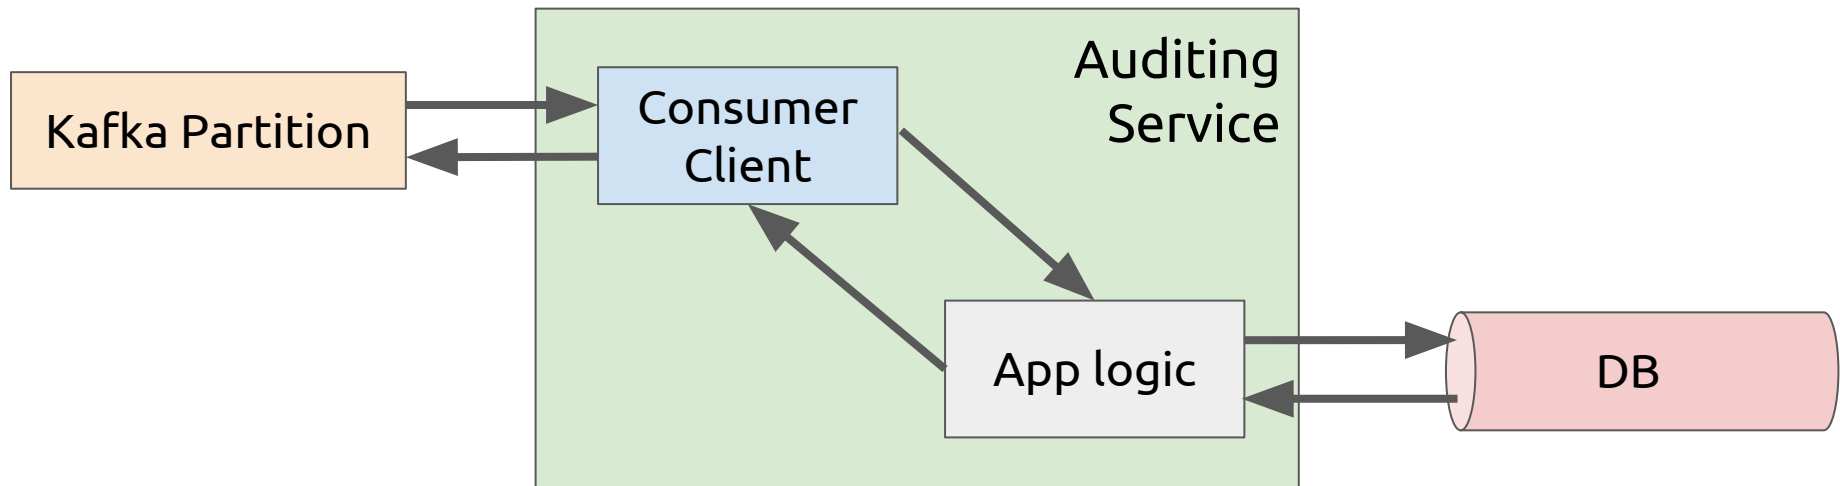 Auditing
Service
Kafka Partition
Consumer
Client
App logic
DB